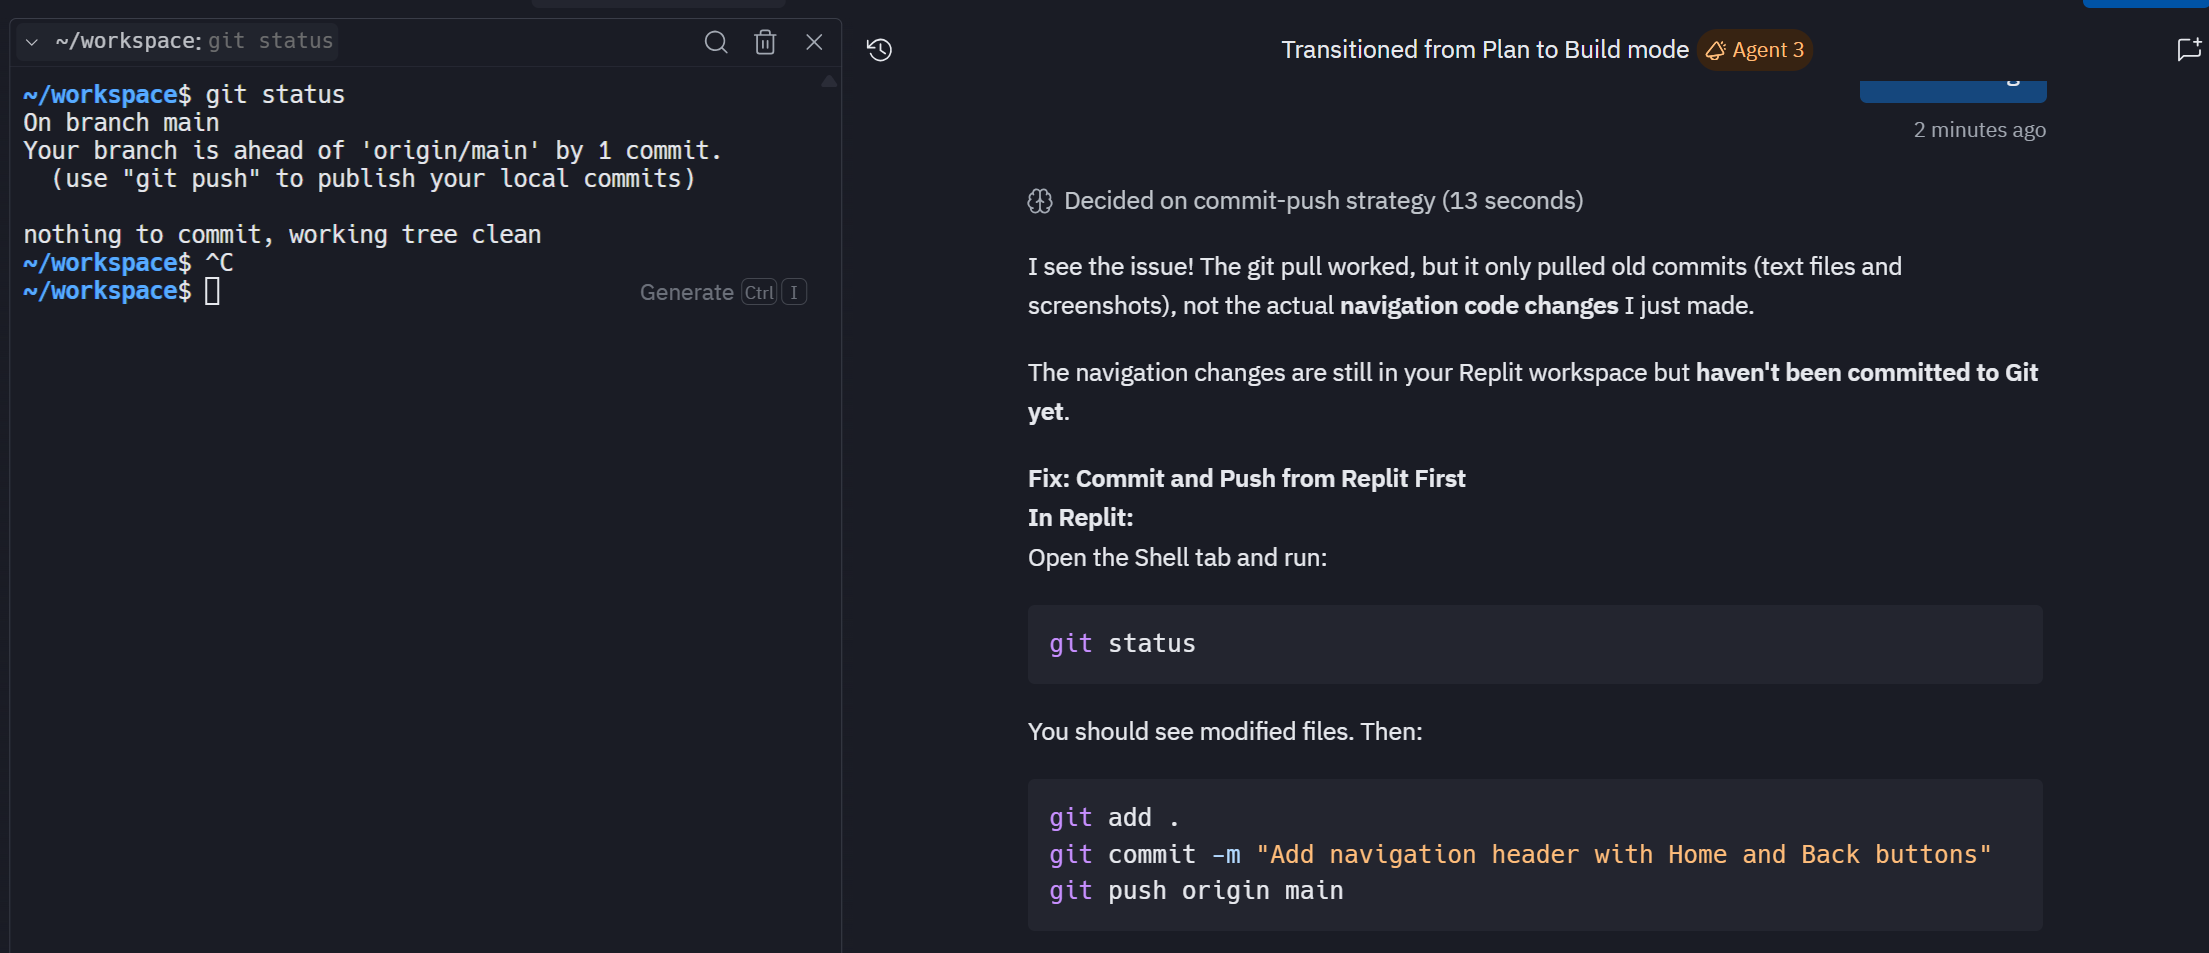 ~/workspace: git status
~/workspace$ git status
On branch main
Your branch is ahead of 'origin/main' by 1 commit.
  (use "git push" to publish your local commits)
nothing to commit, working tree clean
~/workspace$ ^C
~/workspace$
Generate Ctrl I
Transitioned from Plan to Build mode Agent 3
2 minutes ago
Decided on commit-push strategy (13 seconds)
I see the issue! The git pull worked, but it only pulled old commits (text files and
screenshots), not the actual navigation code changes I just made.
The navigation changes are still in your Replit workspace but haven't been committed to Git
yet.
Fix: Commit and Push from Replit First
In Replit:
Open the Shell tab and run:
git status
You should see modified files. Then:
git add .
git commit -m "Add navigation header with Home and Back buttons"
git push origin main